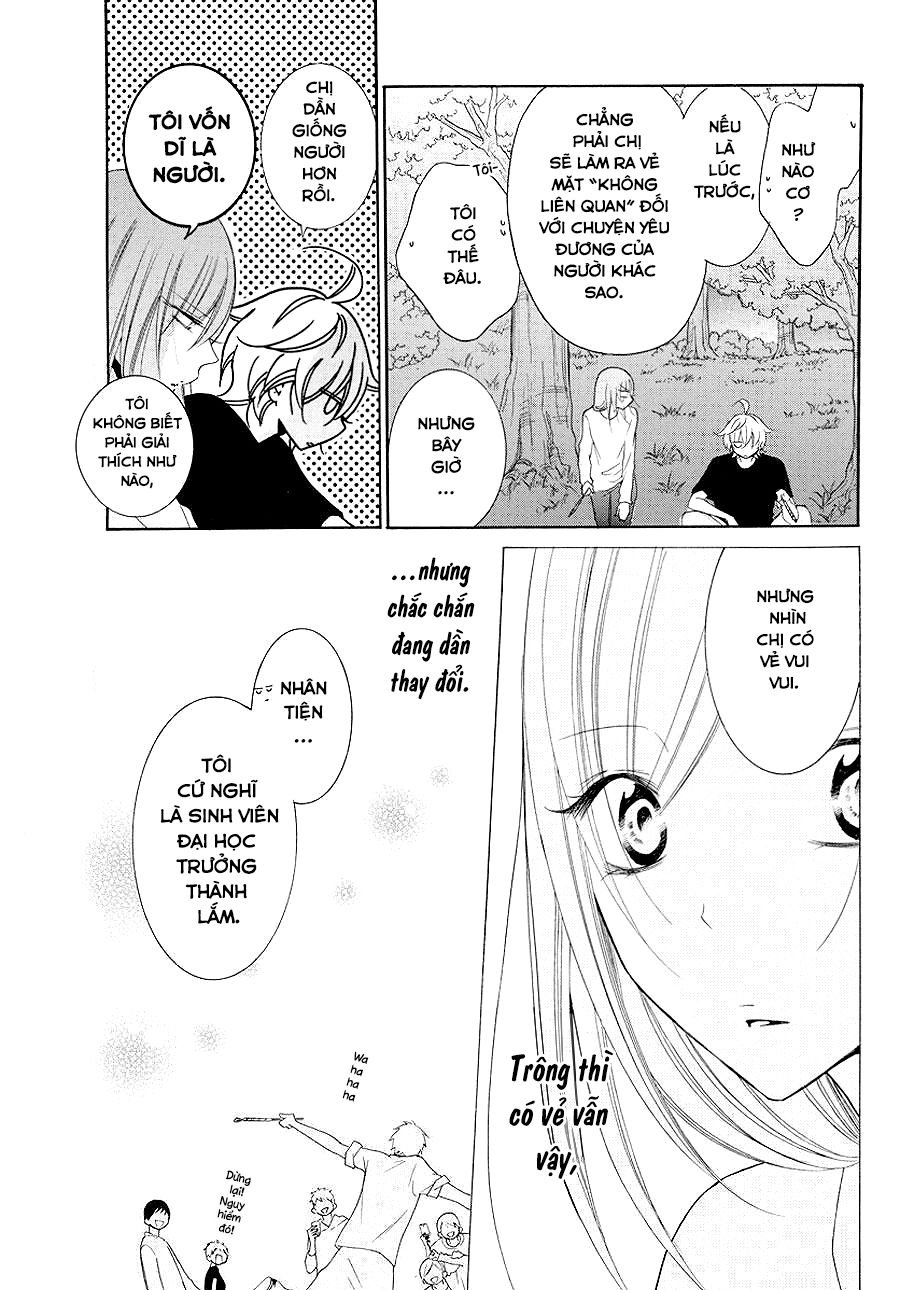 NHƯ
NÀO
CƠ
?
NẾU
LÀ
LÚC
TRƯỚC,
CHẲNG
PHẢI CHỊ
SẼ LÀM RA VẺ
MẶT “KHÔNG
LIÊN QUAN” ĐỐI
VỚI CHUYỆN YÊU
ĐƯƠNG CỦA
NGƯỜI KHÁC
SAO.
Tôi-
TÔI
CÓ
THẾ
ĐÂU.
NHƯNG
BÂY
GIỜ
...
CHỊ
DẦN
GIỐNG
NGƯỜI
HƠN
RỒI.
TÔI VỐN
DĨ LÀ
NGƯỜI.
TÔI
KHÔNG BIẾT
PHẢI GIẢI
THÍCH NHƯ
NÀO,
NHƯNG
NHÌN
CHỊ CÓ
VẺ VUI
VUI.
Trông thì
có vẻ vẫn
vậy,
...nhưng
chắc chắn
đang dần
thay đổi.
NHÂN
TIỆN
...
TÔI
CỨ NGHĨ
LÀ SINH VIÊN
ĐẠI HỌC
TRƯỞNG
THÀNH
LẮM.
Wa
ha
ha
ha
Dừng
lại!
Nguy
hiểm
đó!